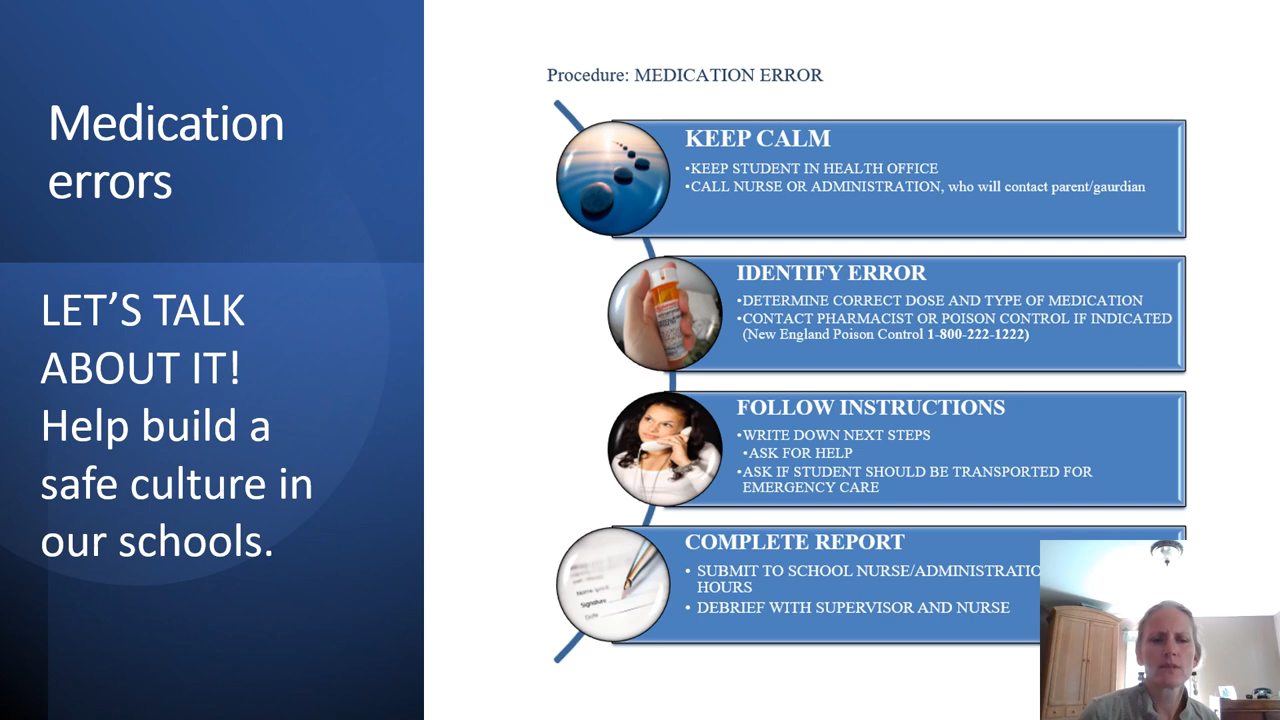 Medication
errors
LET’S TALK
ABOUT IT!
Help build a
safe culture in
our schools.
Procedure: MEDICATION ERROR
KEEP CALM
•KEEP STUDENT IN HEALTH OFFICE
•CALL NURSE OR ADMINISTRATION, who will contact parent/gaurdian
IDENTIFY ERROR
•DETERMINE CORRECT DOSE AND TYPE OF MEDICATION
•CONTACT PHARMACIST OR POISON CONTROL IF INDICATED
(New England Poison Control 1-800-222-1222)
FOLLOW INSTRUCTIONS
•WRITE DOWN NEXT STEPS
•ASK FOR HELP
•ASK IF STUDENT SHOULD BE TRANSPORTED FOR
EMERGENCY CARE
COMPLETE REPORT
• SUBMIT TO SCHOOL NURSE/ADMINISTRATIO
HOURS
• DEBRIEF WITH SUPERVISOR AND NURSE
Signature